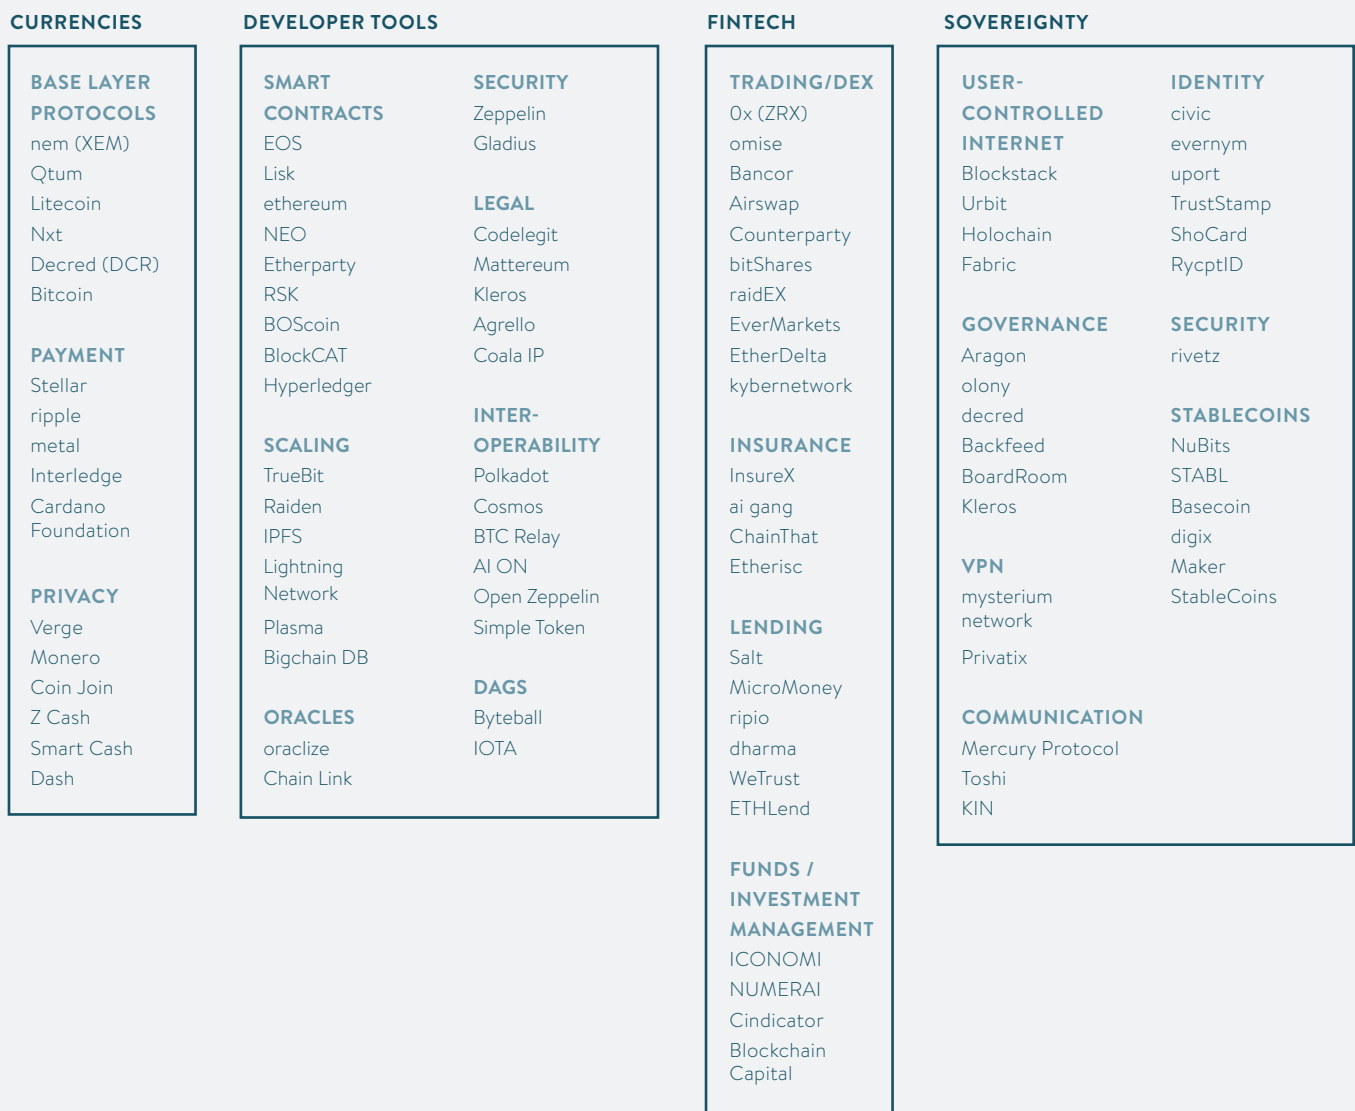 CURRENCIES
BASE LAYER
PROTOCOLS
nem (XEM)
Qtum
Litecoin
Nxt
Decred (DCR)
Bitcoin
PAYMENT
Stellar
ripple
metal
Interledge
Cardano
Foundation
PRIVACY
Verge
Monero
Coin Join
Z Cash
Smart Cash
Dash
DEVELOPER TOOLS
SMART
CONTRACTS
EOS
Lisk
ethereum
NEO
Etherparty
RSK
BOScoin
BlockCAT
Hyperledger
SCALING
TrueBit
Raiden
IPFS
Lightning
Network
Plasma
Bigchain DB
ORACLES
oraclize
Chain Link
SECURITY
Zeppelin
Gladius
LEGAL
Codelegit
Mattereum
Kleros
Agrello
Coala IP
INTER-
OPERABILITY
Polkadot
Cosmos
BTC Relay
AI ON
Open Zeppelin
Simple Token
DAGS
Byteball
IOTA
FINTECH
TRADING/DEX
0x (ZRX)
omise
Bancor
Airswap
Counterparty
bitShares
raidEX
EverMarkets
EtherDelta
kybernetwork
INSURANCE
InsureX
ai gang
ChainThat
Etherisc
LENDING
Salt
MicroMoney
ripio
dharma
WeTrust
ETHLend
FUNDS /
INVESTMENT
MANAGEMENT
ICONOMI
NUMERAI
Cindicator
Blockchain
Capital
SOVEREIGNTY
USER-
CONTROLLED
INTERNET
Blockstack
Urbit
Holochain
Fabric
GOVERNANCE
Aragon
olony
decred
Backfeed
BoardRoom
Kleros
VPN
mysterium
network
Privatix
COMMUNICATION
Mercury Protocol
Toshi
KIN
IDENTITY
civic
evernym
uport
TrustStamp
ShoCard
RycptID
SECURITY
rivetz
STABLECOINS
NuBits
STABL
Basecoin
digix
Maker
StableCoins